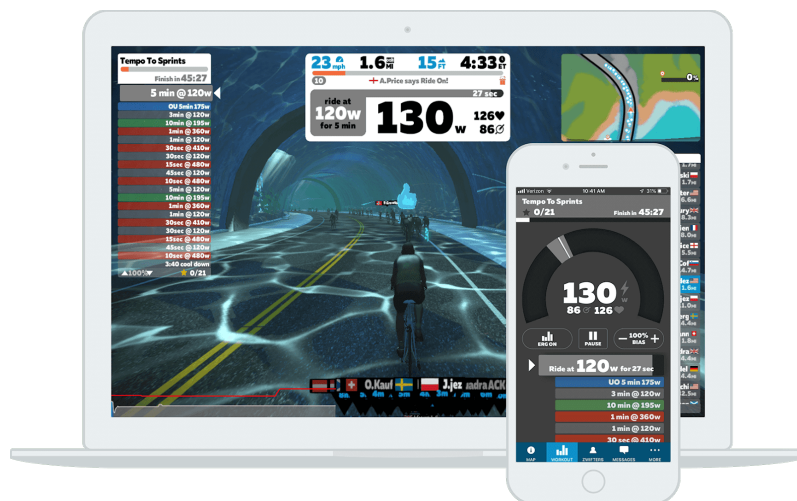 Tempo To Sprints
Finish in 45:27
5 min @120w
OU 5min 175w
3min @ 120w
10min @ 195w
1min @ 360w
1min @ 120w
30sec @ 410w
30sec @ 120w
15sec @ 480w
45sec @ 120w
10sec @ 480w
5min @ 120w
10min @ 195w
1min @ 360w
1min @ 120w
30sec @ 410w
30sec @ 120w
15sec @ 480w
45sec @ 120w
10sec @ 480w
3:40 cool down
▲100%▼ 0/21
23 mph 1.6 MI 15 FT 4:33 ET
10 A.Price says Ride On!
27 sec
ride at
120w
for 5 min
130w
126
86
0%
O.Kauf J.jez andra ACK
4m
Verizon 10:41 AM 31%
Tempo To Sprints
0/21 Finish in 45:27
130 w
86 126
ERG ON
PAUSE
– 100% +
BIAS
Ride at 120w for 27 sec
UO 5 min 175w
3 min @ 120w
10 min @ 195w
1 min @ 360w
1 min @ 120w
30 sec @ 410w
MAP WORKOUT ZWIFTERS MESSAGES MORE